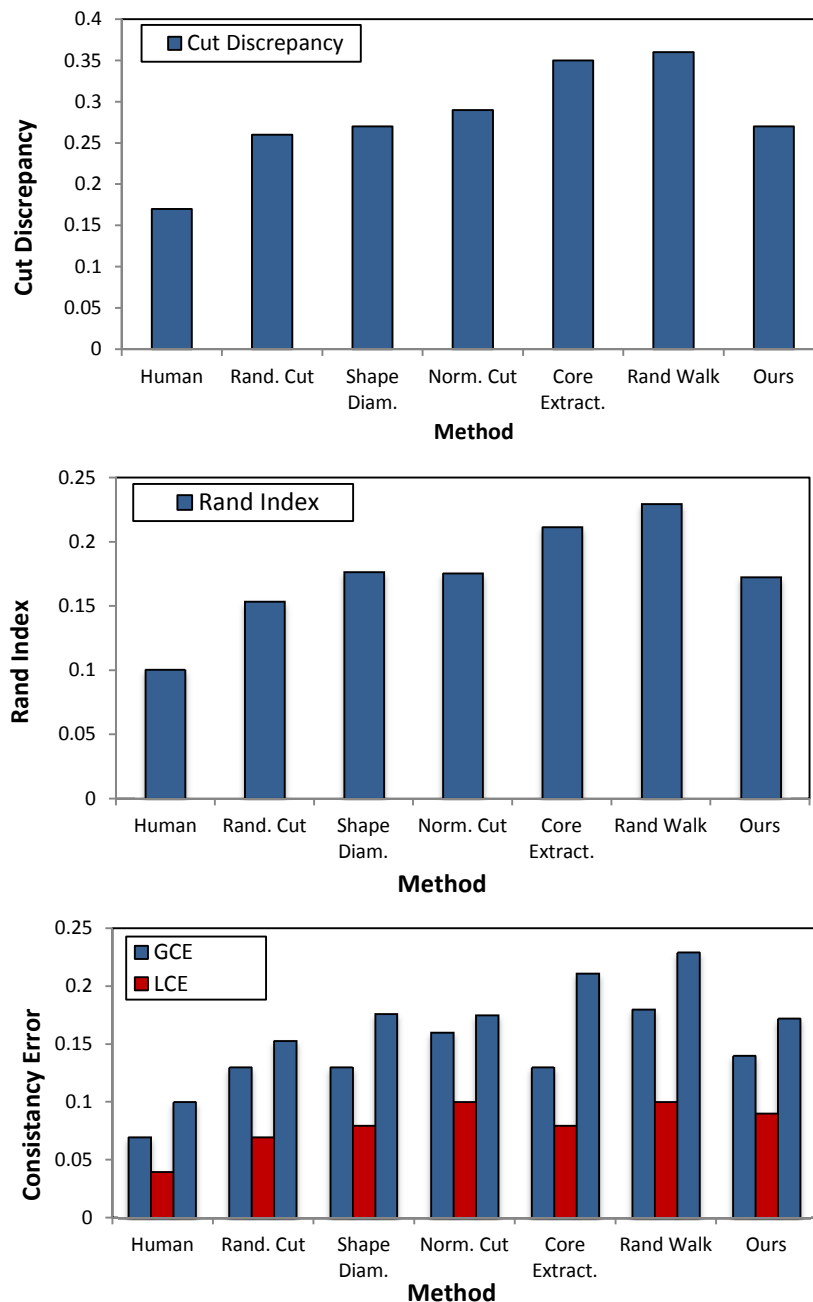 Cut Discrepancy
Cut Discrepancy
0.4
0.35
0.3
0.25
0.2
0.15
0.1
0.05
0
Human Rand. Cut Shape Norm. Cut Core Rand Walk Ours
Diam. Extract.
Method
Rand Index
Rand Index
0.25
0.2
0.15
0.1
0.05
0
Human Rand. Cut Shape Norm. Cut Core Rand Walk Ours
Diam. Extract.
Method
GCE
LCE
Consistancy Error
0.25
0.2
0.15
0.1
0.05
0
Human Rand. Cut Shape Norm. Cut Core Rand Walk Ours
Diam. Extract.
Method